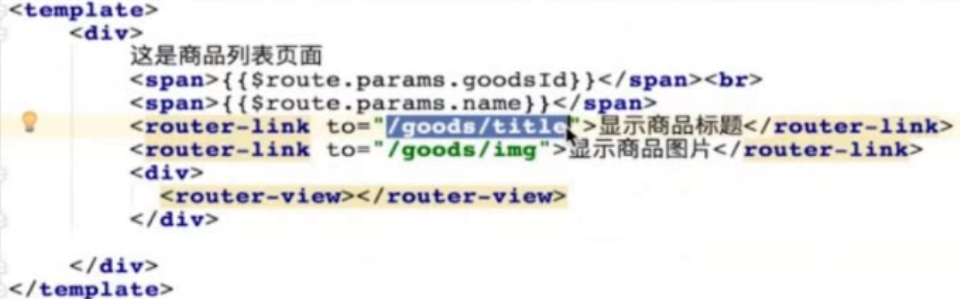 <template>
<div>
这是商品列表页面
<span>{{$route.params.goodsId}}</span><br>
<span>{{$route.params.name}}</span>
<router-link to="/goods/title">显示商品标题</router-link>
<router-link to="/goods/img">显示商品图片</router-link>
<div>
<router-view></router-view>
</div>
</div>
</template>